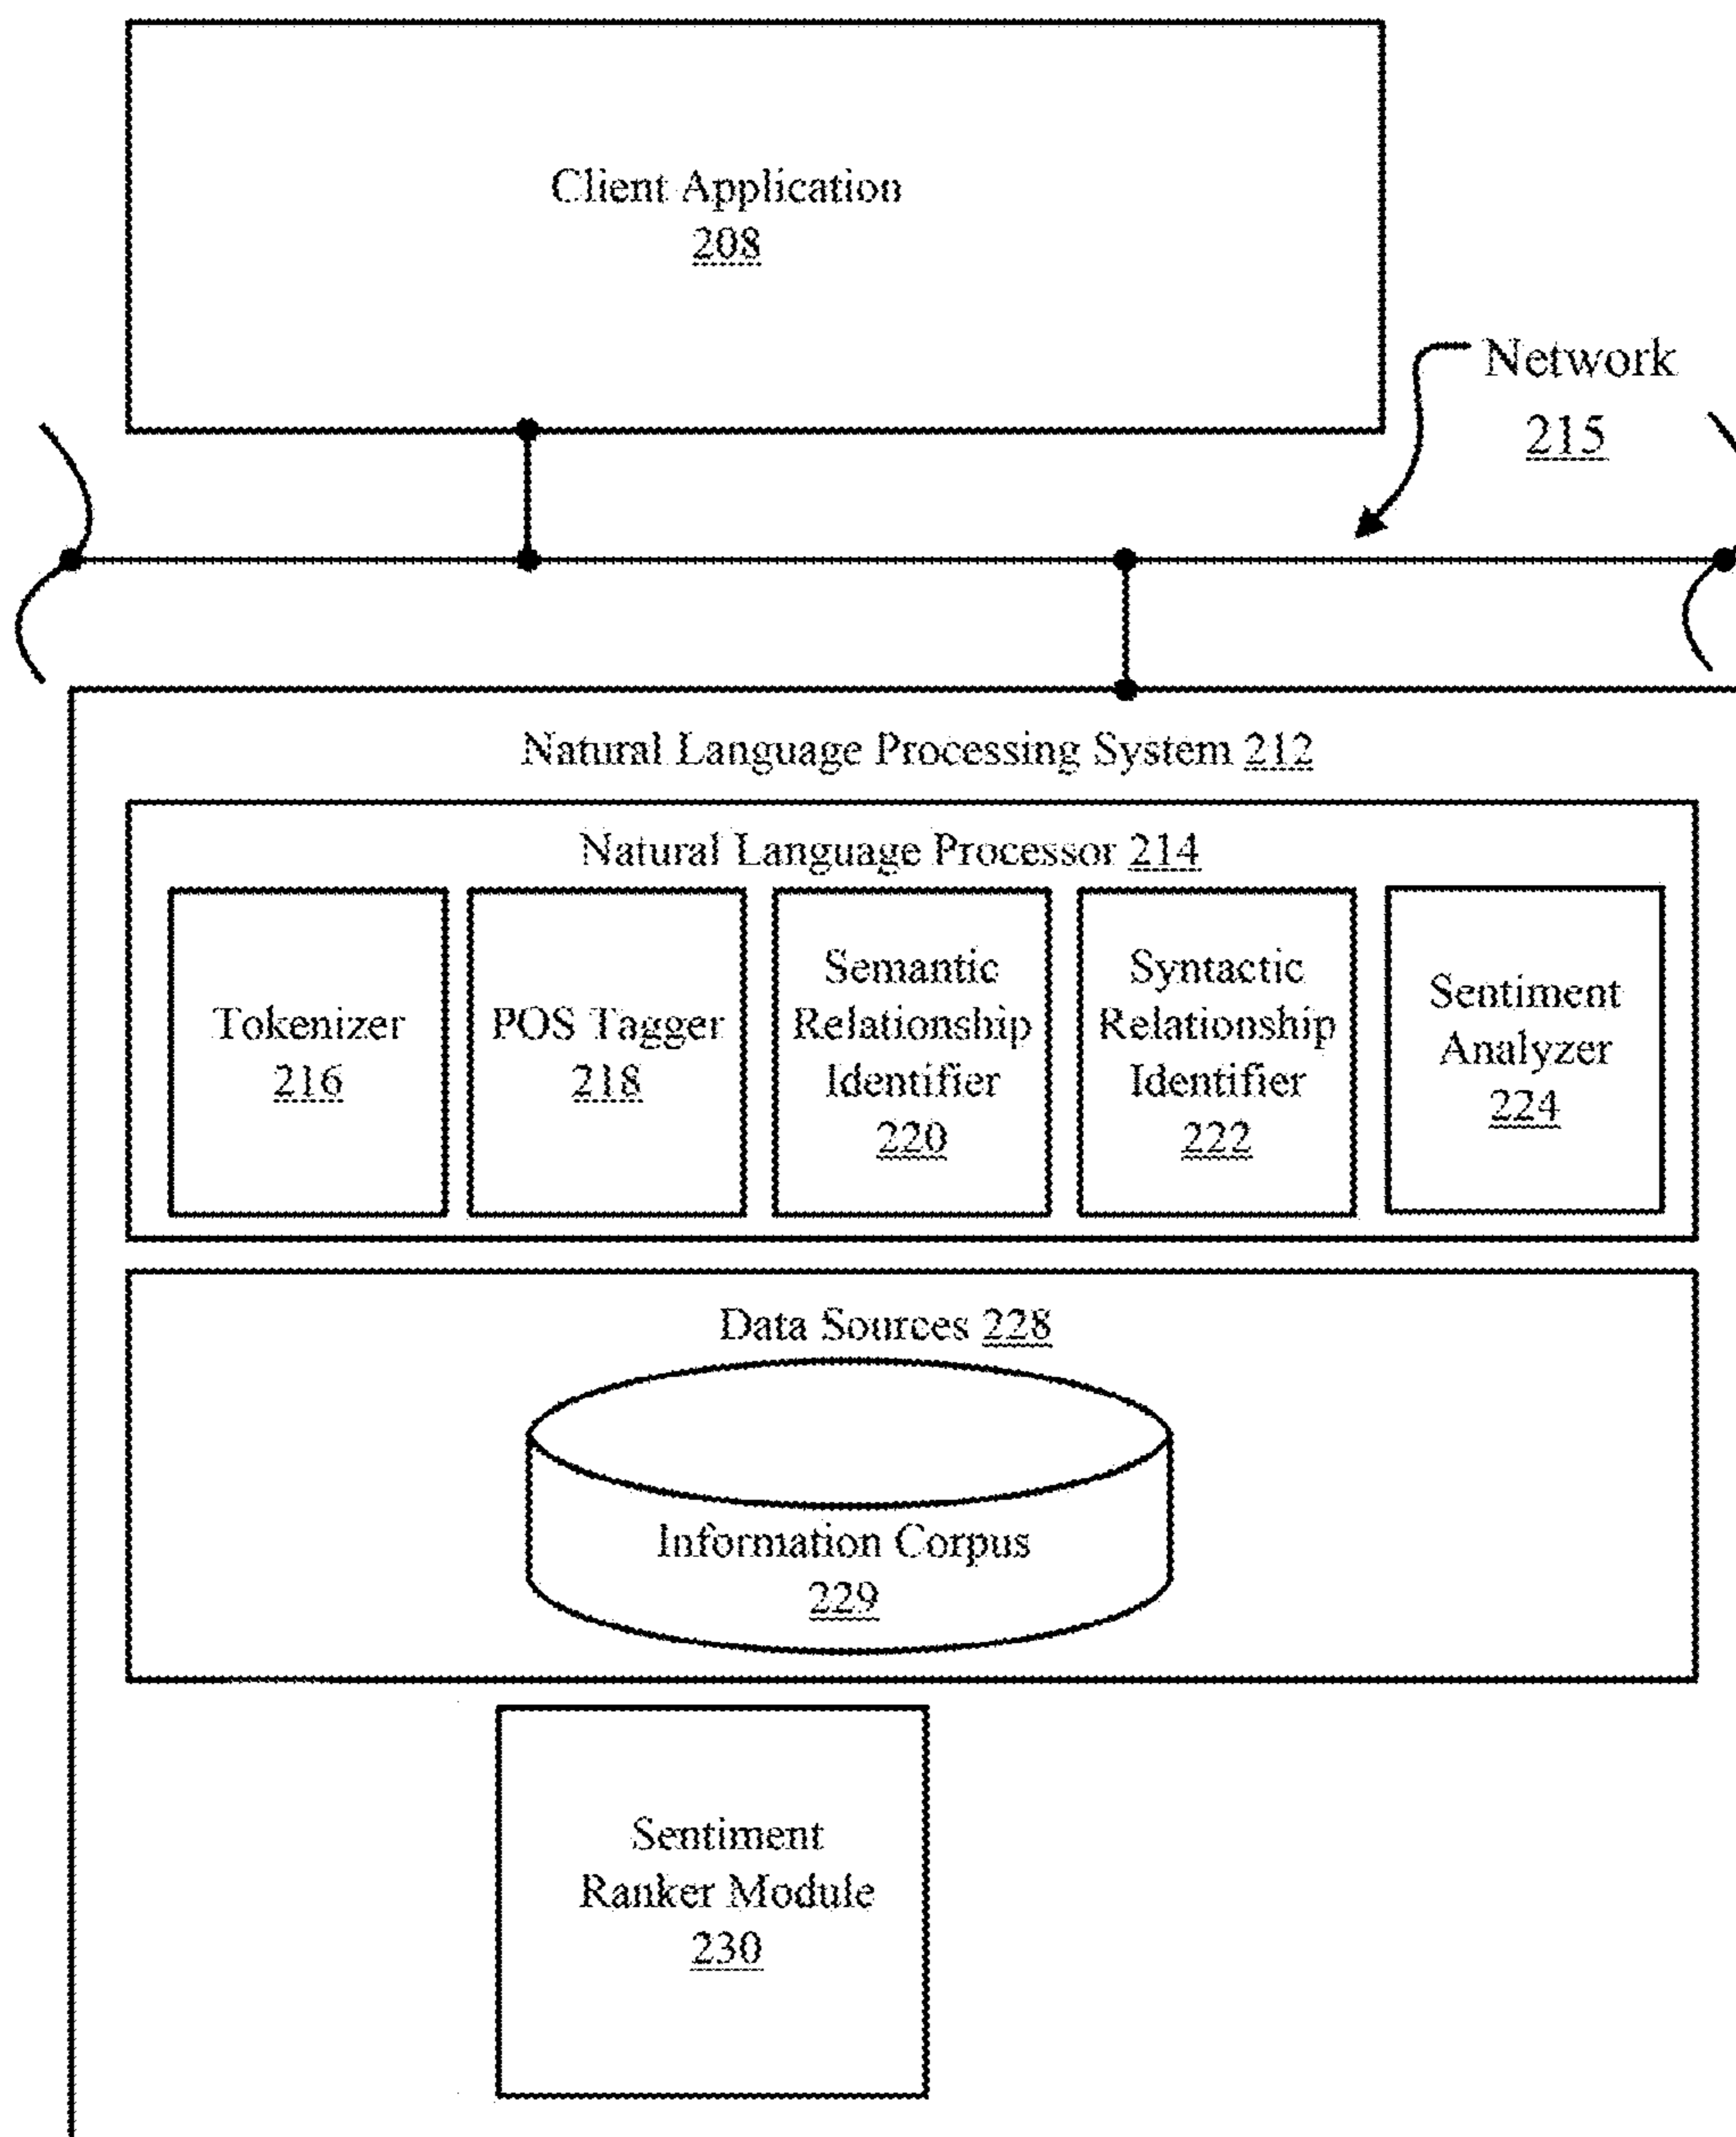 Client Application
208
Network
215
Natural Language Processing System 212
Natural Language Processor 214
Tokenizer
216
POS Tagger
218
Semantic
Relationship
Identifier
220
Syntactic
Relationship
Identifier
222
Sentiment
Analyzer
224
Data Sources 228
Information Corpus
229
Sentiment
Ranker Module
230